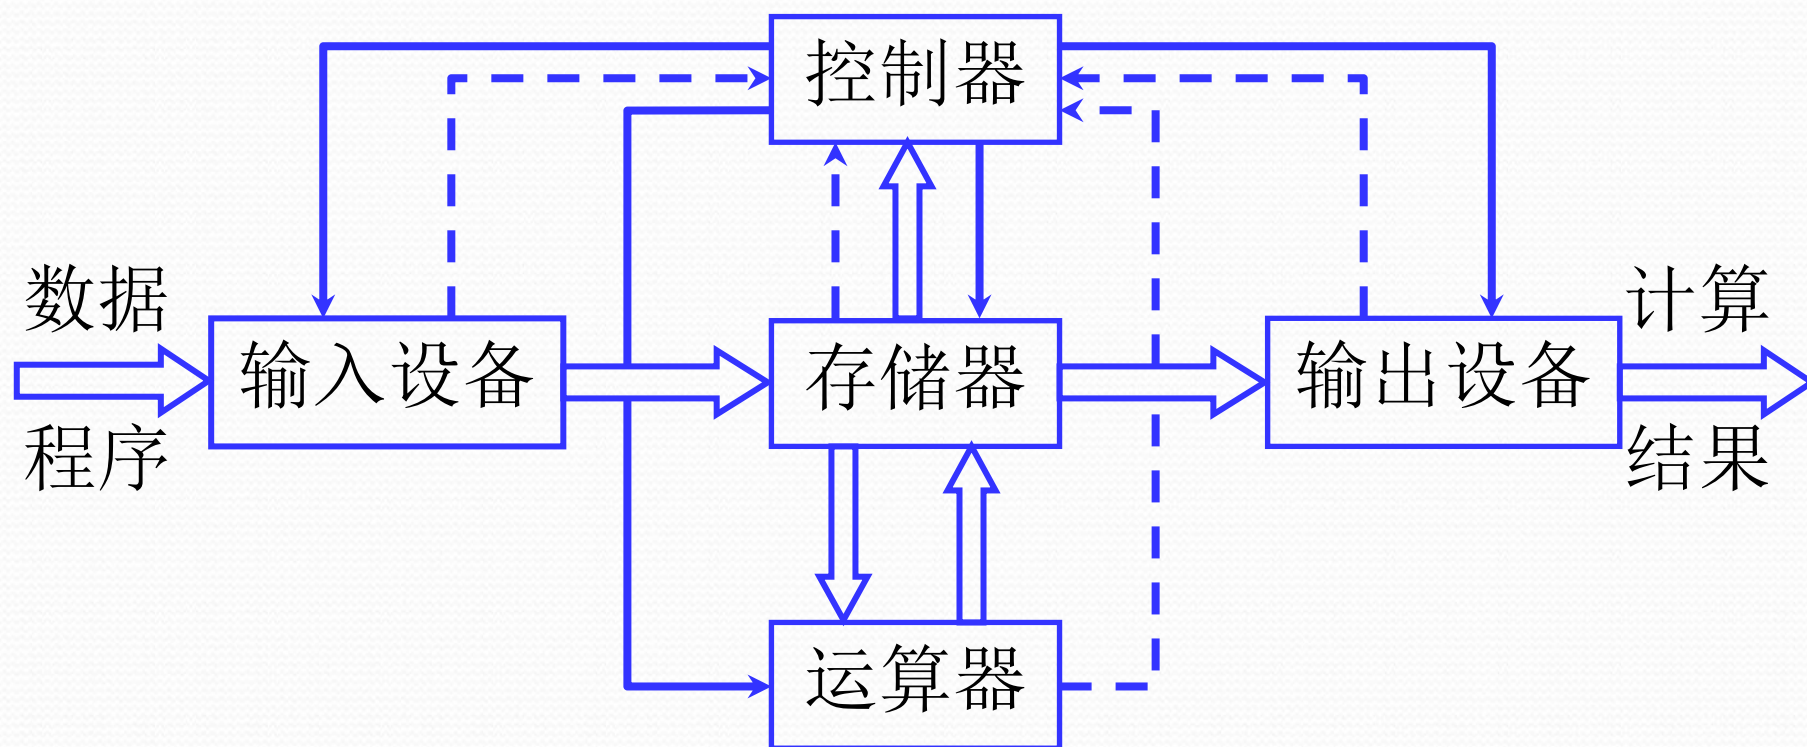 控制器
数据
程序
输入设备
存储器
输出设备
计算
结果
运算器